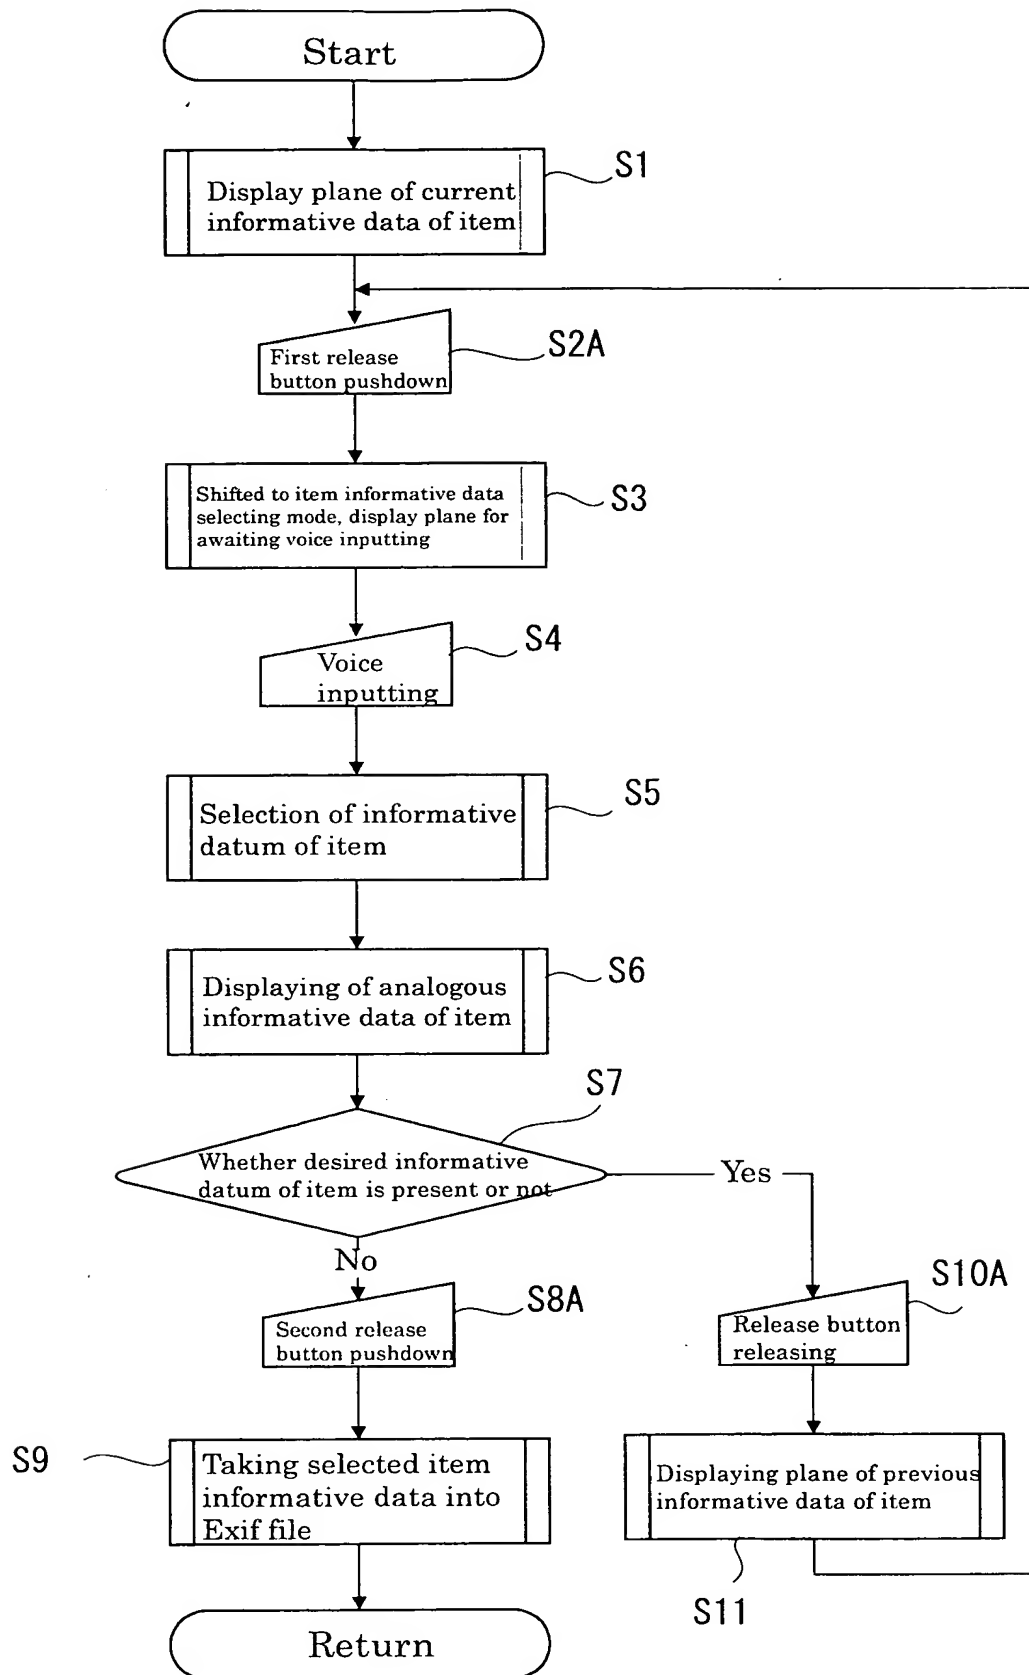 Start
Display plane of current
informative data of item
S1
First release
button pushdown
S2A
Shifted to item informative data
selecting mode, display plane for
awaiting voice inputting
S3
Voice
inputting
S4
Selection of informative
datum of item
S5
Displaying of analogous
informative data of item
S6
S7
Whether desired informative
datum of item is present or not
Yes
No
Second release
button pushdown
S8A
Release button
releasing
S10A
S9
Taking selected item
informative data into
Exif file
Displaying plane of previous
informative data of item
S11
Return